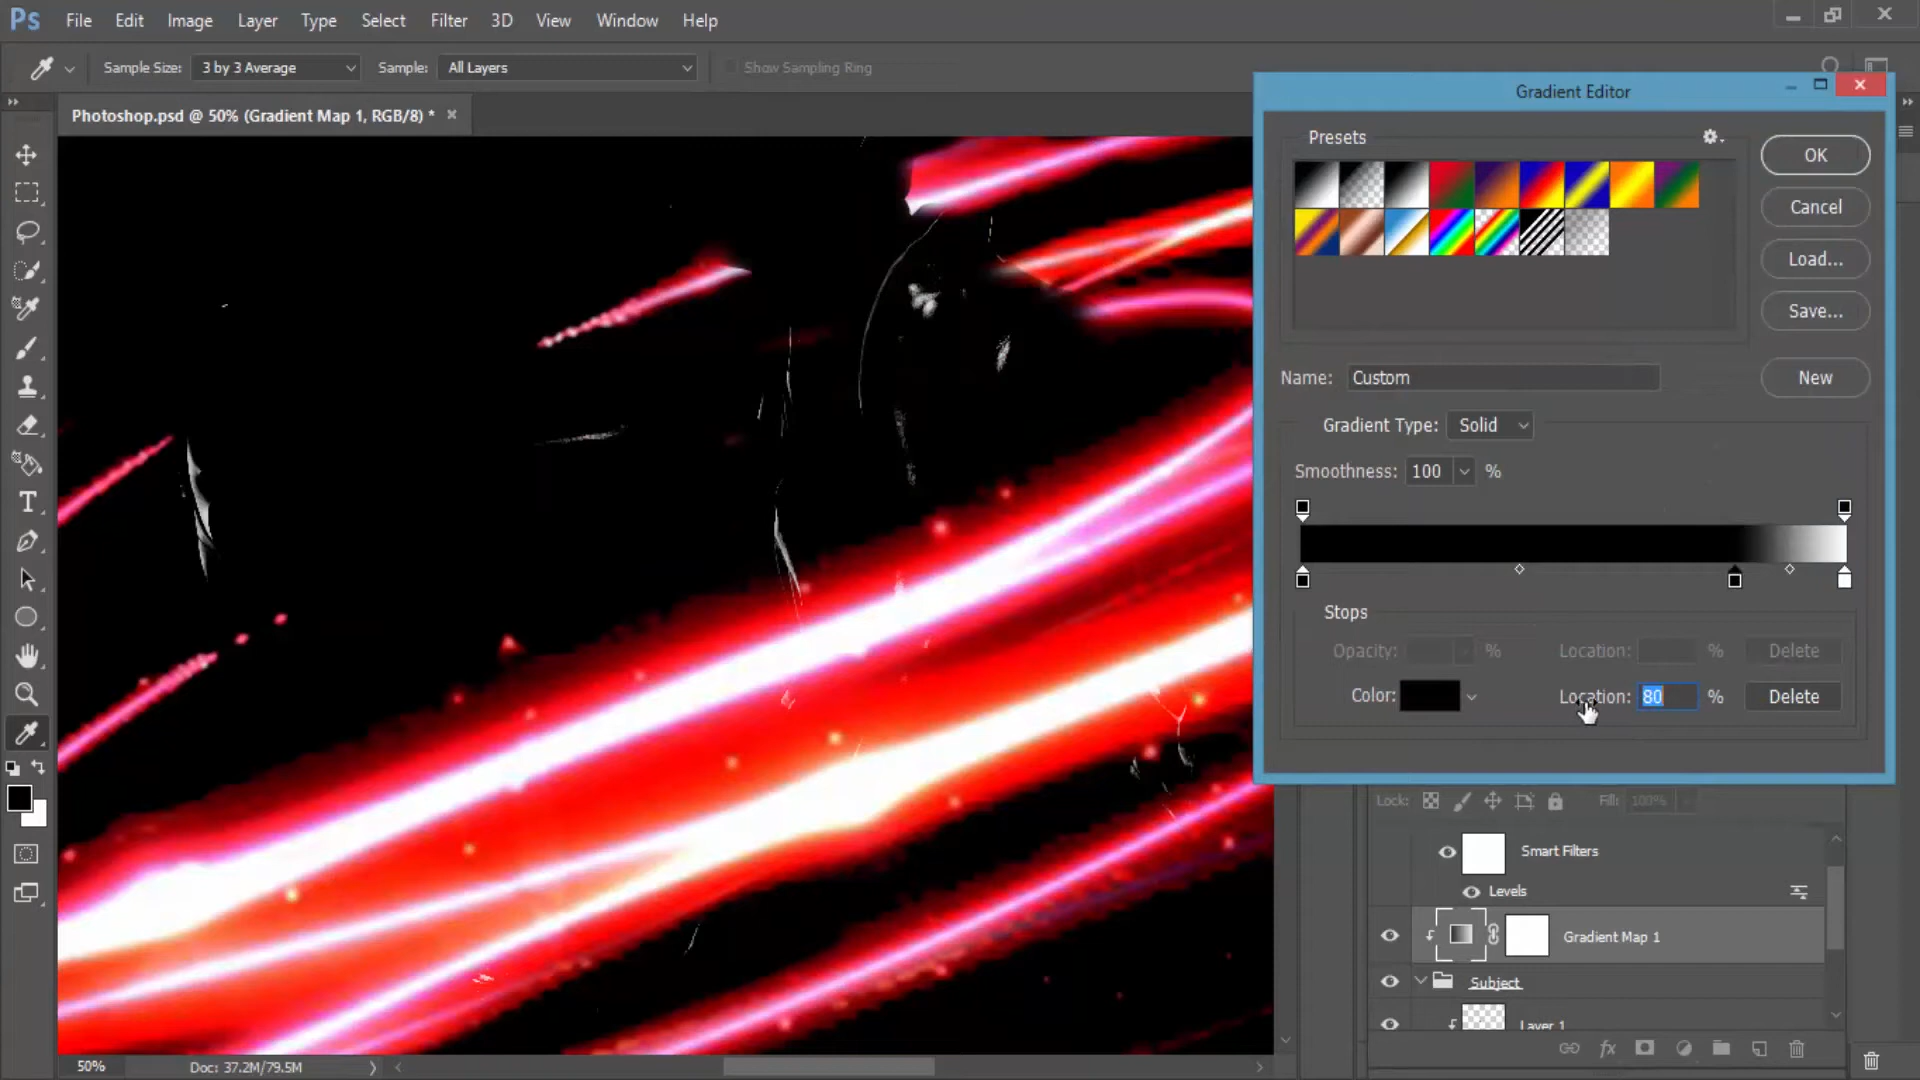 Ps File Edit Image Layer Type Select Filter 3D View Window Help
Sample Size: 3 by 3 Average Sample: All Layers Show Sampling Ring
Photoshop.psd @ 50% (Gradient Map 1, RGB/8) *
Gradient Editor
Presets
OK
Cancel
Load...
Save...
Name: Custom
New
Gradient Type: Solid
Smoothness: 100 %
Stops
Opacity: % Location: % Delete
Color: Location: 80 % Delete
Lock: Fill: 100%
Smart Filters
Levels
Gradient Map 1
Subject
Layer 1
T
fx
50% Doc: 37.2M/79.5M